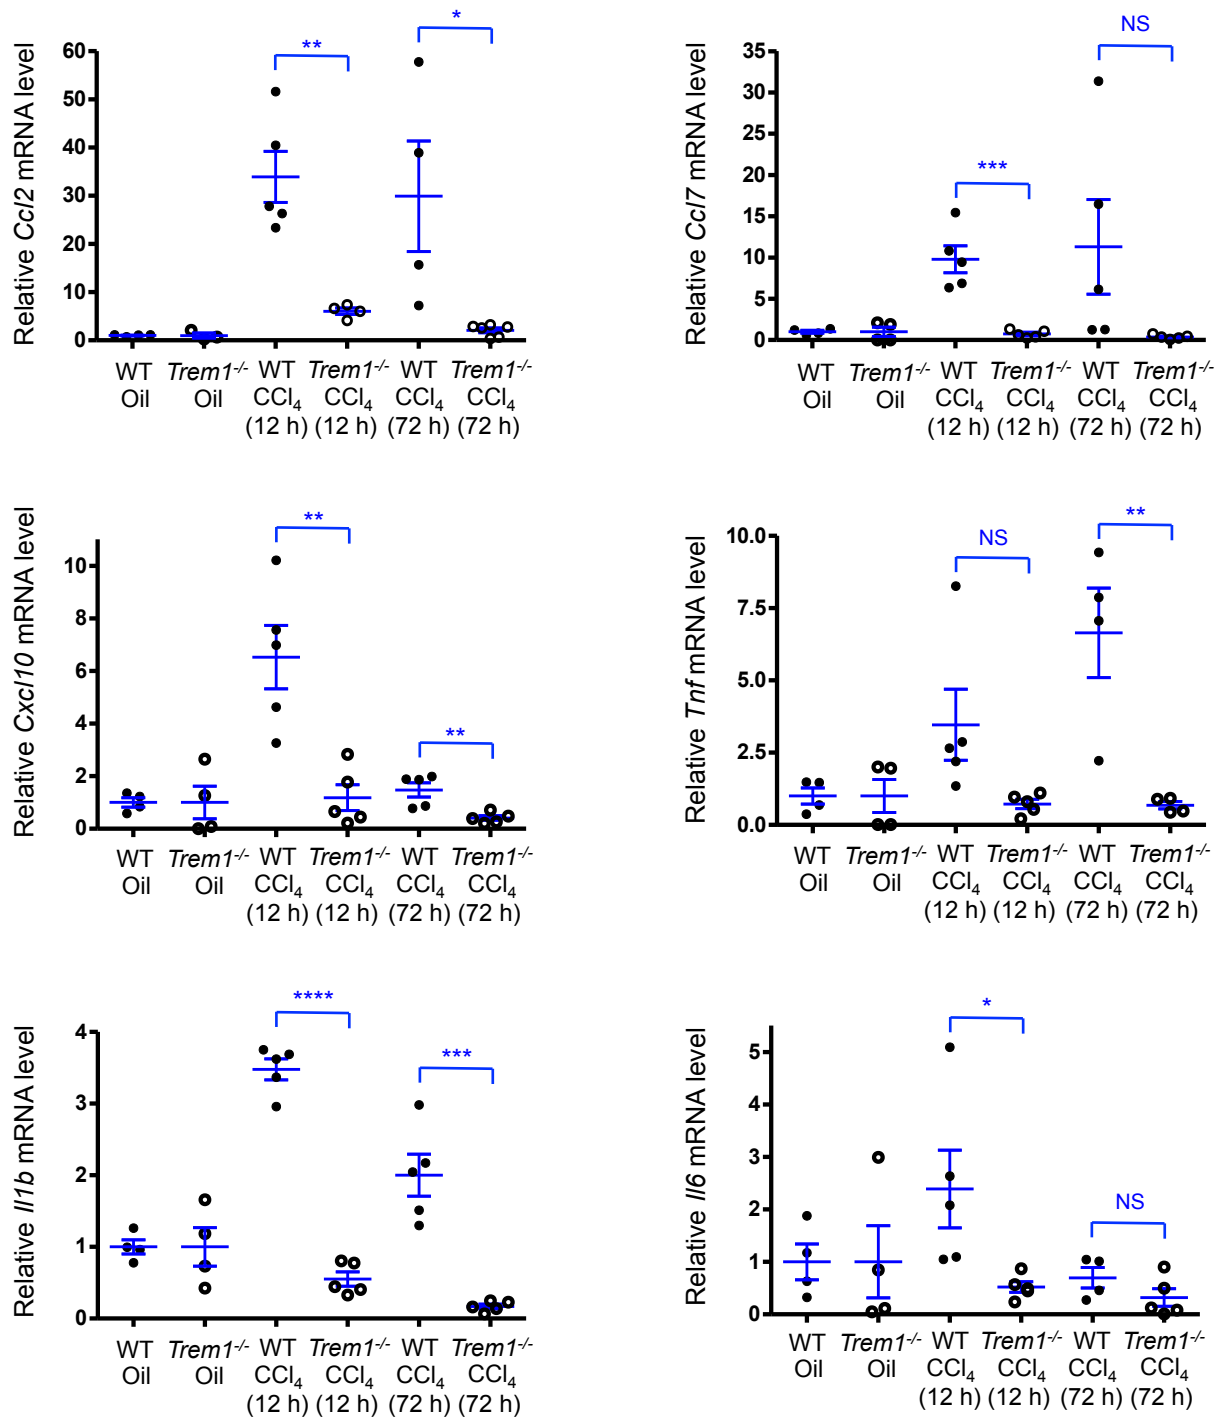 Relative Ccl2 mRNA level
60
50
40
30
20
10
0
**
*
WT Oil
Trem1-/- Oil
WT CCl4 (12 h)
Trem1-/- CCl4 (12 h)
WT CCl4 (72 h)
Trem1-/- CCl4 (72 h)
Relative Ccl7 mRNA level
35
30
25
20
15
10
5
0
***
NS
WT Oil
Trem1-/- Oil
WT CCl4 (12 h)
Trem1-/- CCl4 (12 h)
WT CCl4 (72 h)
Trem1-/- CCl4 (72 h)
Relative Cxcl10 mRNA level
10
8
6
4
2
0
**
**
WT Oil
Trem1-/- Oil
WT CCl4 (12 h)
Trem1-/- CCl4 (12 h)
WT CCl4 (72 h)
Trem1-/- CCl4 (72 h)
Relative Tnf mRNA level
10.0
7.5
5.0
2.5
0.0
NS
**
WT Oil
Trem1-/- Oil
WT CCl4 (12 h)
Trem1-/- CCl4 (12 h)
WT CCl4 (72 h)
Trem1-/- CCl4 (72 h)
Relative Il1b mRNA level
4
3
2
1
0
****
***
WT Oil
Trem1-/- Oil
WT CCl4 (12 h)
Trem1-/- CCl4 (12 h)
WT CCl4 (72 h)
Trem1-/- CCl4 (72 h)
Relative Il6 mRNA level
5
4
3
2
1
0
*
NS
WT Oil
Trem1-/- Oil
WT CCl4 (12 h)
Trem1-/- CCl4 (12 h)
WT CCl4 (72 h)
Trem1-/- CCl4 (72 h)